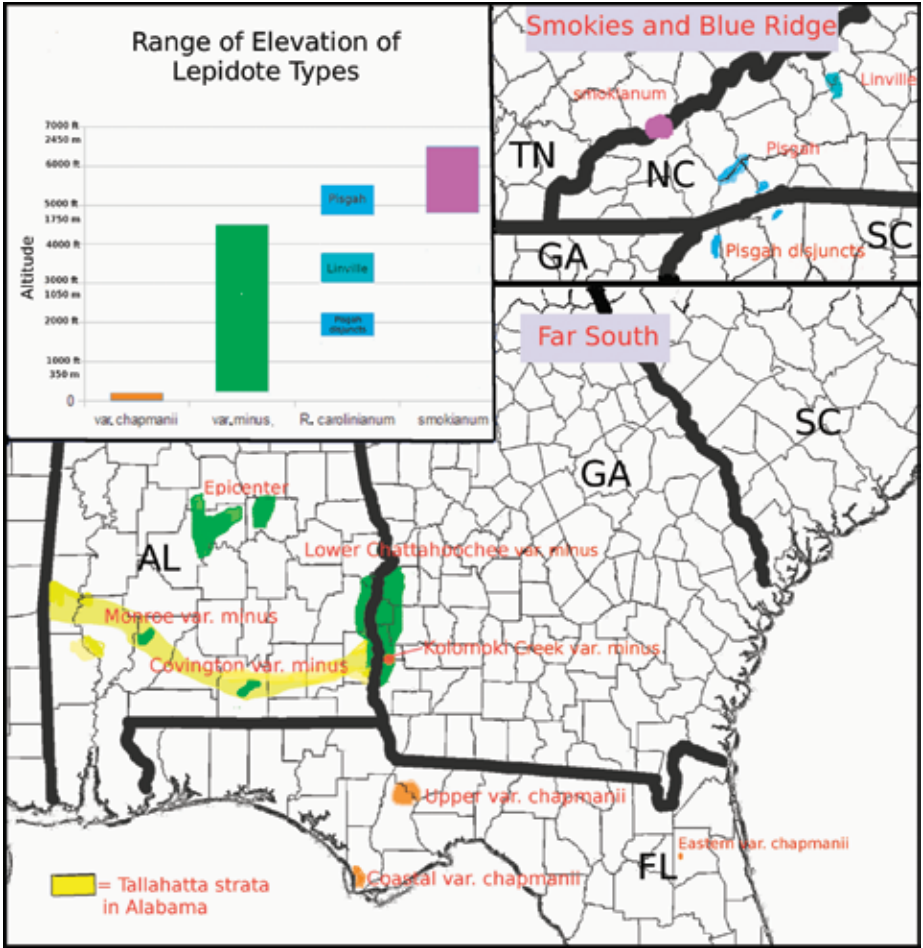 Range of Elevation of
Lepidote Types
Altitude
7000 ft
2450 m
6000 ft
5000 ft
1750 m
4000 ft
3000 ft
1050 m
2000 ft
1000 ft
350 m
0
Pisgah
Linville
Pisgah
disjuncts
var. chapmanii
var.minus,
R. carolinianum
smokianum
Smokies and Blue Ridge
smokianum
Linville
TN
NC
Pisgah
SC
GA
Pisgah disjuncts
Far South
SC
GA
Epicenter
AL
Lower Chattahoochee var. minus
Monroe var. minus
Kolomoki Creek var. minus
Covington var. minus
Upper var. chapmanii
Eastern var. chapmanii
FL
Coastal var. chapmanii
= Tallahatta strata
in Alabama